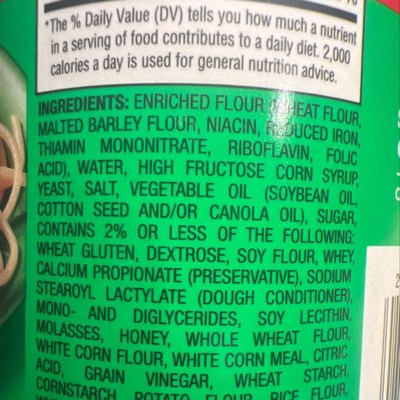 *The % Daily Value (DV) tells you how much a nutrient
in a serving of food contributes to a daily diet. 2,000
calories a day is used for general nutrition advice.
INGREDIENTS: ENRICHED FLOUR (WHEAT FLOUR,
MALTED BARLEY FLOUR, NIACIN, REDUCED IRON,
THIAMIN MONONITRATE, RIBOFLAVIN, FOLIC
ACID), WATER, HIGH FRUCTOSE CORN SYRUP,
YEAST, SALT, VEGETABLE OIL (SOYBEAN OIL,
COTTON SEED AND/OR CANOLA OIL), SUGAR,
CONTAINS 2% OR LESS OF THE FOLLOWING:
WHEAT GLUTEN, DEXTROSE, SOY FLOUR, WHEY,
CALCIUM PROPIONATE (PRESERVATIVE), SODIUM
STEAROYL LACTYLATE (DOUGH CONDITIONER),
MONO- AND DIGLYCERIDES, SOY LECITHIN,
MOLASSES, HONEY, WHOLE WHEAT FLOUR,
WHITE CORN FLOUR, WHITE CORN MEAL, CITRIC
ACID, GRAIN VINEGAR, WHEAT STARCH,
CORNSTARCH, POTATO FLOUR, RICE FLOUR,